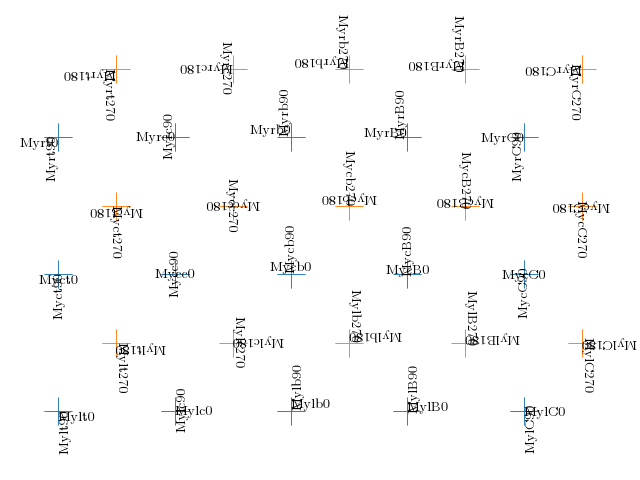 Myrt180 Myrt270 Myrc180 Myrc270 Myrb180 Myrb270 MyrB180 MyrB270 MyrC180 MyrC270
Myrt0 Myrt90 Myrc0 Myrc90 Myrb0 Myrb90 MyrB0 MyrB90 MyrC0 MyrC90
Myct180 Myct270 Mycc180 Mycc270 Mycb180 Mycb270 MycB180 MycB270 MycC180 MycC270
Myct0 Myct90 Mycc0 Mycc90 Mycb0 Mycb90 MycB0 MycB90 MycC0 MycC90
Mylt180 Mylt270 Mylc180 Mylc270 Mylb180 Mylb270 MylB180 MylB270 MylC180 MylC270
Mylt0 Mylt90 Mylc0 Mylc90 Mylb0 Mylb90 MylB0 MylB90 MylC0 MylC90